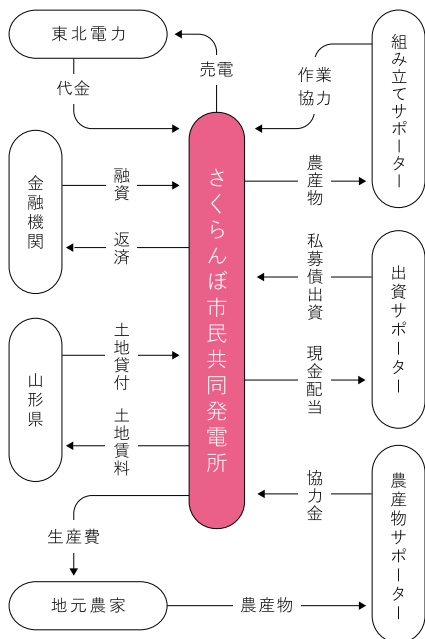 東北電力
売電
代金
作業
協力
組み立てサポーター
金融機関
融資
返済
さくらんぼ市民共同発電所
農産物
私募債出資
出資サポーター
山形県
土地貸付
土地賃料
現金配当
協力金
農産物サポーター
生産費
地元農家
農産物